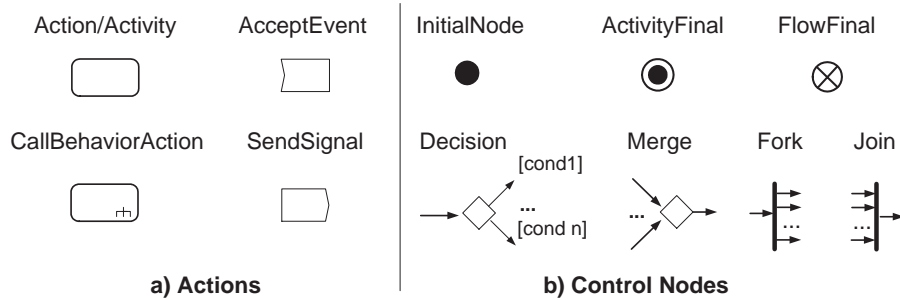 Action/Activity AcceptEvent InitialNode ActivityFinal FlowFinal
CallBehaviorAction SendSignal Decision Merge Fork Join
[cond1]
... ... ... ...
[cond n]
a) Actions b) Control Nodes